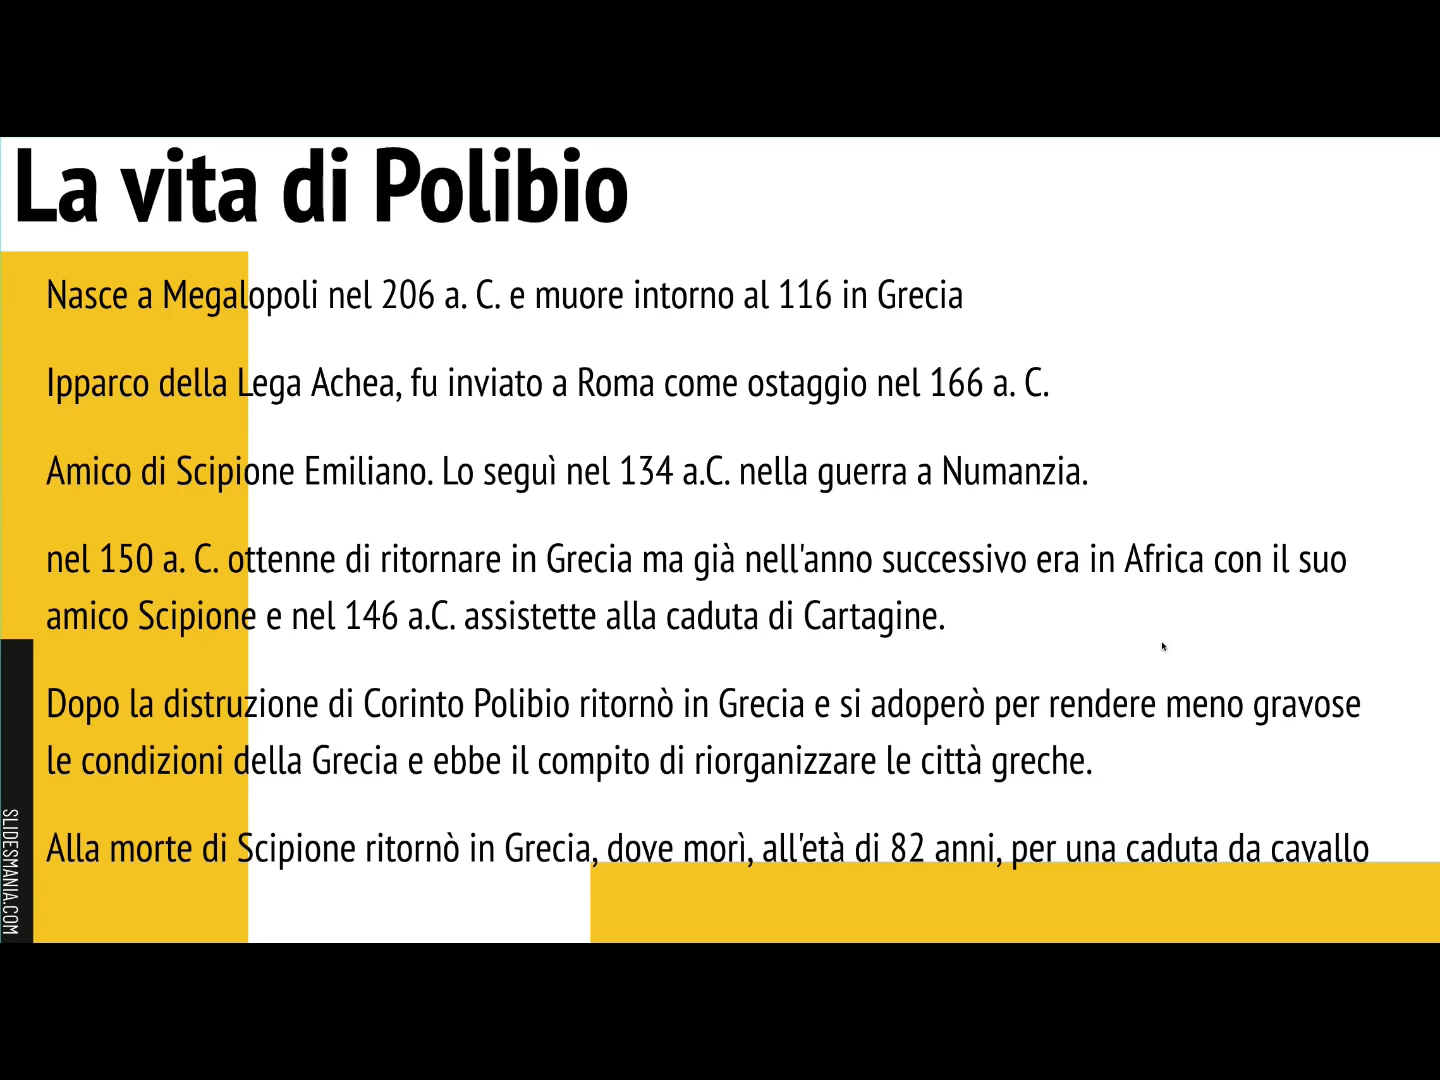 La vita di Polibio
Nasce a Megalopoli nel 206 a. C. e muore intorno al 116 in Grecia
Ipparco della Lega Achea, fu inviato a Roma come ostaggio nel 166 a. C.
Amico di Scipione Emiliano. Lo seguì nel 134 a.C. nella guerra a Numanzia.
nel 150 a. C. ottenne di ritornare in Grecia ma già nell'anno successivo era in Africa con il suo
amico Scipione e nel 146 a.C. assistette alla caduta di Cartagine.
Dopo la distruzione di Corinto Polibio ritornò in Grecia e si adoperò per rendere meno gravose
le condizioni della Grecia e ebbe il compito di riorganizzare le città greche.
Alla morte di Scipione ritornò in Grecia, dove morì, all'età di 82 anni, per una caduta da cavallo
SLIDESMANIA.COM